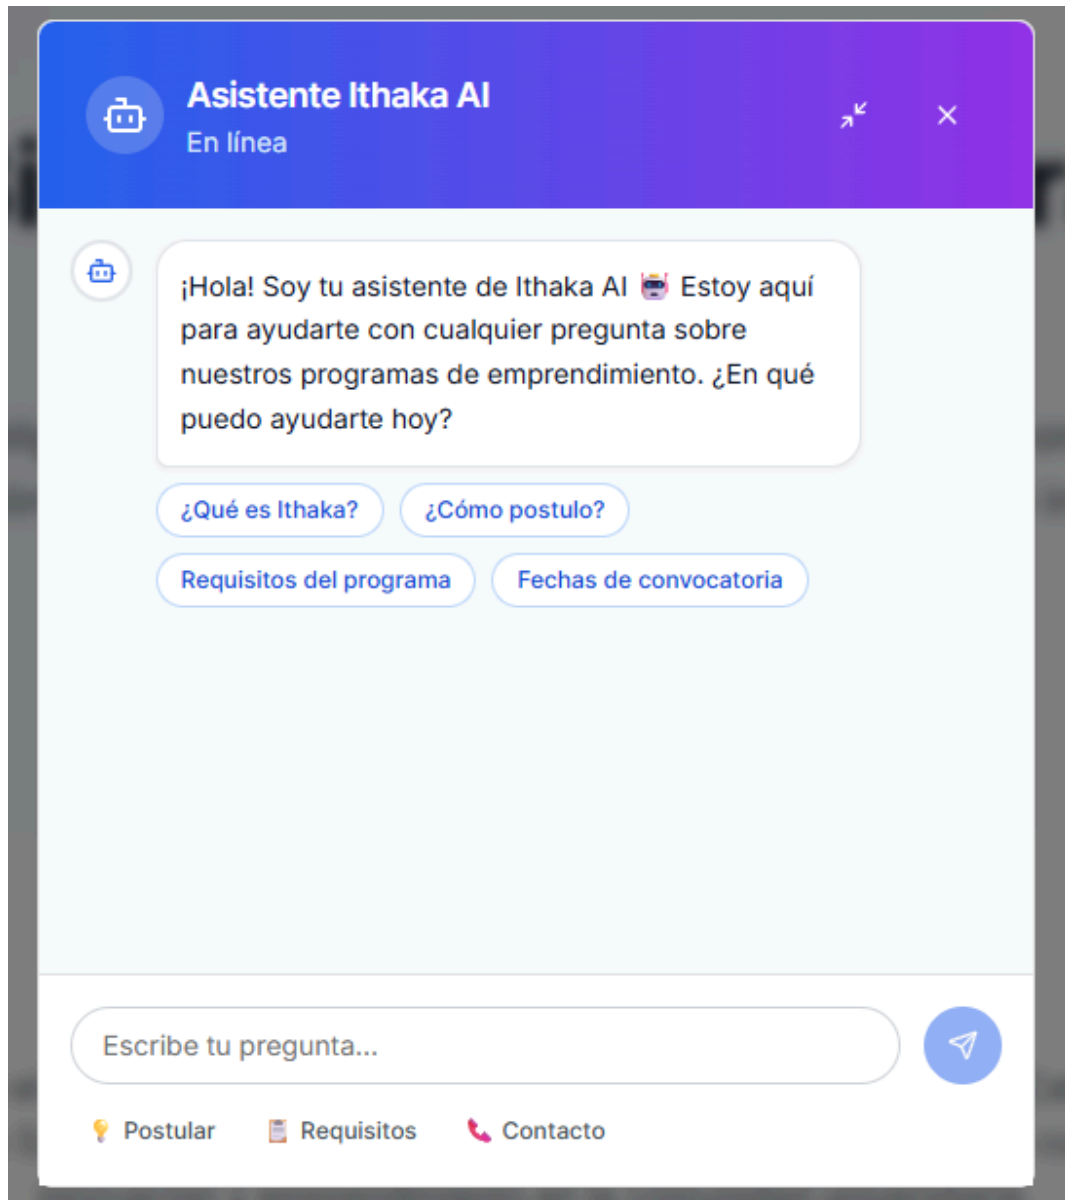 Asistente Ithaka AI
En línea
¡Hola! Soy tu asistente de Ithaka AI 🤖 Estoy aquí
para ayudarte con cualquier pregunta sobre
nuestros programas de emprendimiento. ¿En qué
puedo ayudarte hoy?
¿Qué es Ithaka? ¿Cómo postulo?
Requisitos del programa Fechas de convocatoria
Escribe tu pregunta...
💡 Postular 📋 Requisitos 📞 Contacto